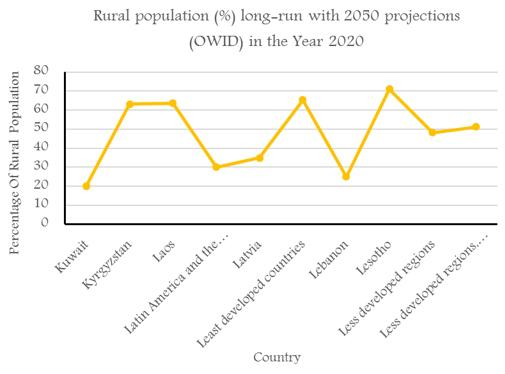 Rural population (%) long-run with 2050 projections
(OWID) in the Year 2020
Percentage Of Rural Population
80
70
60
50
40
30
20
10
0
Kuwait
Kyrgyzstan
Laos
Latin America and the…
Latvia
Least developed countries
Lebanon
Lesotho
Less developed regions
Less developed regions.…
Country